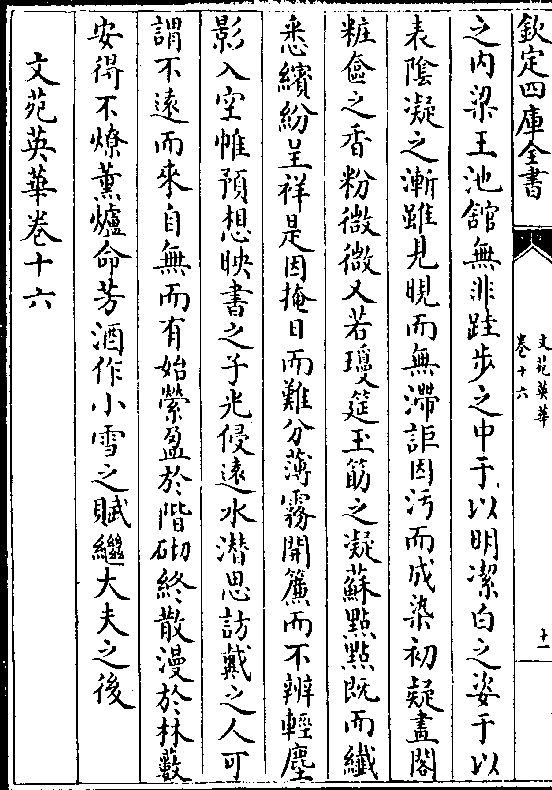 欽定四庫全書
文苑英華
卷十六
十一
之内梁王池館無非跬步之中于以明潔白之姿于以
表陰凝之漸雖見晛而無滯詎因汚而成染初疑畫閣
粧奩之香粉微微又若瓊筵玉筯之凝蘇點點既而纖
悉繽紛呈祥是因掩日而難分薄霧開簾而不辨輕塵
影入空帷預想映書之子光侵遠水潜思訪戴之人可
謂不遠而來自無而有始縈盈於階砌終散漫於林藪
安得不燎薫爐命芳酒作小雪之賦繼大夫之後
文苑英華卷十六